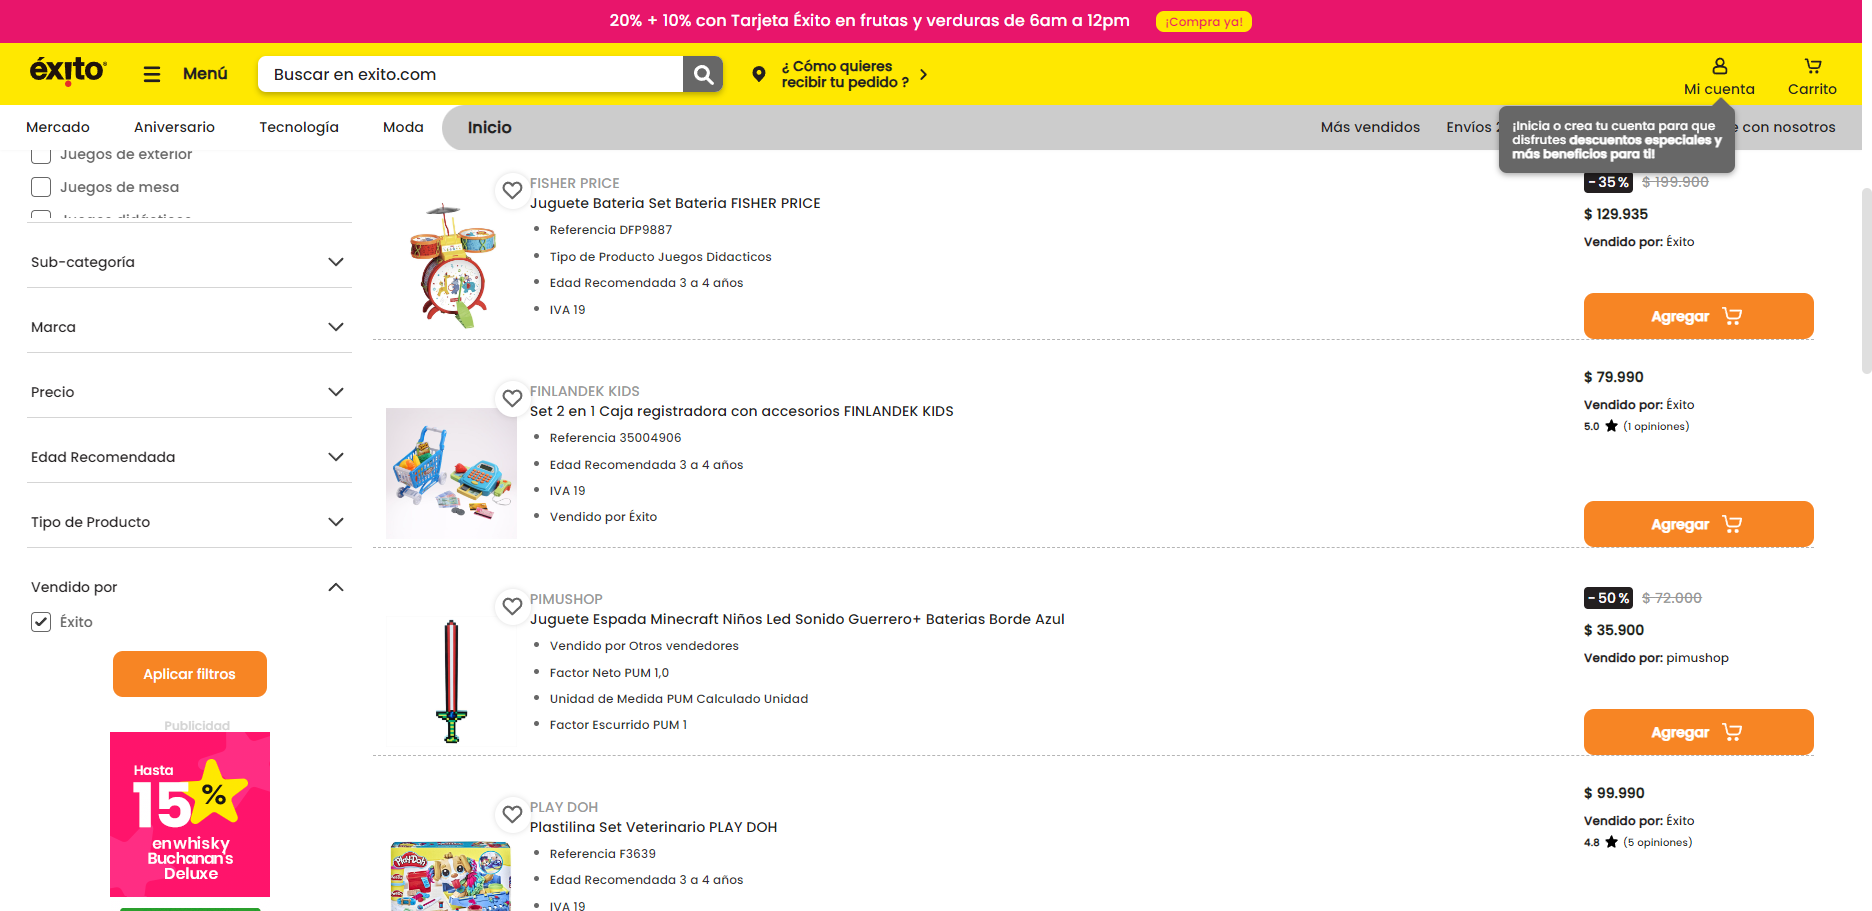 20% + 10% con Tarjeta Éxito en frutas y verduras de 6am a 12pm
¡Compra ya!
éxito
Menú
Buscar en exito.com
¿ Cómo quieres
recibir tu pedido ?
Mi cuenta
Carrito
Mercado
Aniversario
Tecnología
Moda
Inicio
Más vendidos
Envíos
con nosotros
¡Inicia o crea tu cuenta para que
disfrutes descuentos especiales y
más beneficios para ti!
Juegos de exterior
Juegos de mesa
Juegos didácticos
Sub-categoría
Marca
Precio
Edad Recomendada
Tipo de Producto
Vendido por
Éxito
Aplicar filtros
Publicidad
Hasta
15%
en whisky
Buchanan's
Deluxe
FISHER PRICE
Juguete Bateria Set Bateria FISHER PRICE
Referencia DFP9887
Tipo de Producto Juegos Didacticos
Edad Recomendada 3 a 4 años
IVA 19
-35%
$ 199.900
$ 129.935
Vendido por: Éxito
Agregar
FINLANDEK KIDS
Set 2 en 1 Caja registradora con accesorios FINLANDEK KIDS
Referencia 35004906
Edad Recomendada 3 a 4 años
IVA 19
Vendido por Éxito
$ 79.990
Vendido por: Éxito
5.0 ★ (1 opiniones)
Agregar
PIMUSHOP
Juguete Espada Minecraft Niños Led Sonido Guerrero+ Baterias Borde Azul
Vendido por Otros vendedores
Factor Neto PUM 1,0
Unidad de Medida PUM Calculado Unidad
Factor Escurrido PUM 1
-50%
$ 72.000
$ 35.900
Vendido por: pimushop
Agregar
PLAY DOH
Plastilina Set Veterinario PLAY DOH
Referencia F3639
Edad Recomendada 3 a 4 años
IVA 19
$ 99.990
Vendido por: Éxito
4.8 ★ (5 opiniones)
Play-Doh